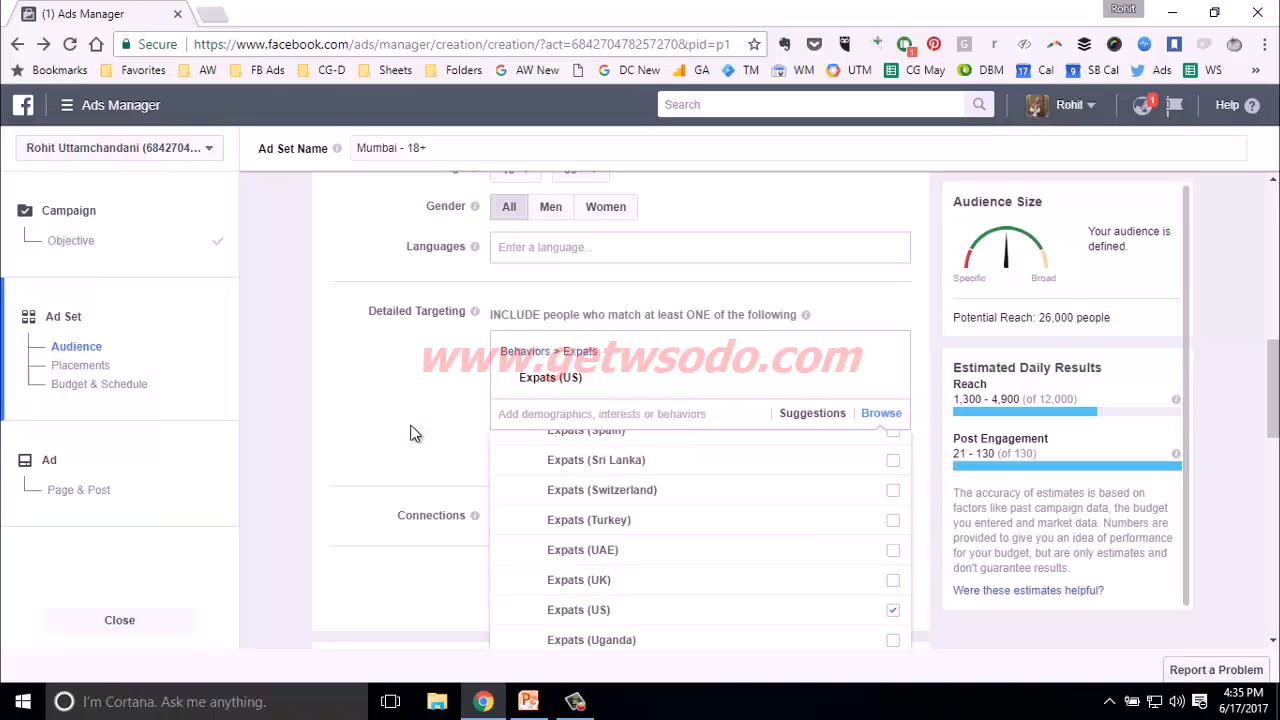 (1) Ads Manager
Rohit
Secure
https://www.facebook.com/ads/manager/creation/creation/?act=684270478257270&pid=p1
Bookmarks
Favorites
AW
FB Ads
CG-D
Sheets
Folders
AW New
DC New
GA
TM
WM
UTM
CG May
DBM
17 Cal
9 SB Cal
Ads
WS
Ads Manager
Search
Rohit
1
Help
Rohit Uttamchandani (6842704...
Ad Set Name
Mumbai - 18+
Campaign
Objective
Ad Set
Audience
Placements
Budget & Schedule
Ad
Page & Post
Close
Gender
All
Men
Women
Languages
Enter a language...
Detailed Targeting
INCLUDE people who match at least ONE of the following
Behaviors > Expats
www.getwsodo.com
Expats (US)
Add demographics, interests or behaviors
Suggestions
Browse
Expats (Spain)
Expats (Sri Lanka)
Expats (Switzerland)
Expats (Turkey)
Expats (UAE)
Expats (UK)
Expats (US)
Expats (Uganda)
Connections
Audience Size
Your audience is
defined.
Specific
Broad
Potential Reach: 26,000 people
Estimated Daily Results
Reach
1,300 - 4,900 (of 12,000)
Post Engagement
21 - 130 (of 130)
The accuracy of estimates is based on
factors like past campaign data, the budget
you entered and market data. Numbers are
provided to give you an idea of performance
for your budget, but are only estimates and
don't guarantee results.
Were these estimates helpful?
Report a Problem
I'm Cortana. Ask me anything.
4:35 PM
6/17/2017